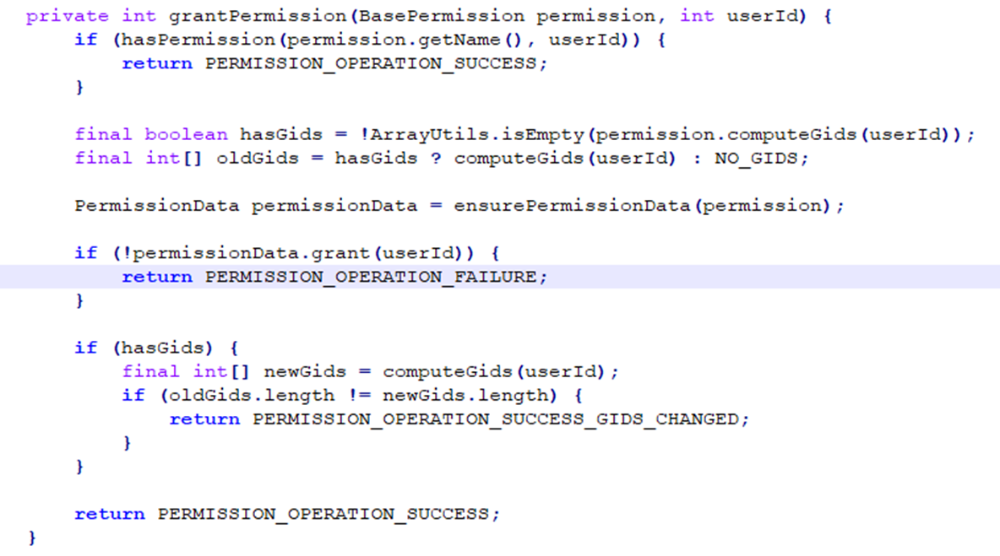 private int grantPermission(BasePermission permission, int userId) {
if (hasPermission(permission.getName(), userId)) {
return PERMISSION_OPERATION_SUCCESS;
}
final boolean hasGids = !ArrayUtils.isEmpty(permission.computeGids(userId));
final int[] oldGids = hasGids ? computeGids(userId) : NO_GIDS;
PermissionData permissionData = ensurePermissionData(permission);
if (!permissionData.grant(userId)) {
return PERMISSION_OPERATION_FAILURE;
}
if (hasGids) {
final int[] newGids = computeGids(userId);
if (oldGids.length != newGids.length) {
return PERMISSION_OPERATION_SUCCESS_GIDS_CHANGED;
}
}
return PERMISSION_OPERATION_SUCCESS;
}